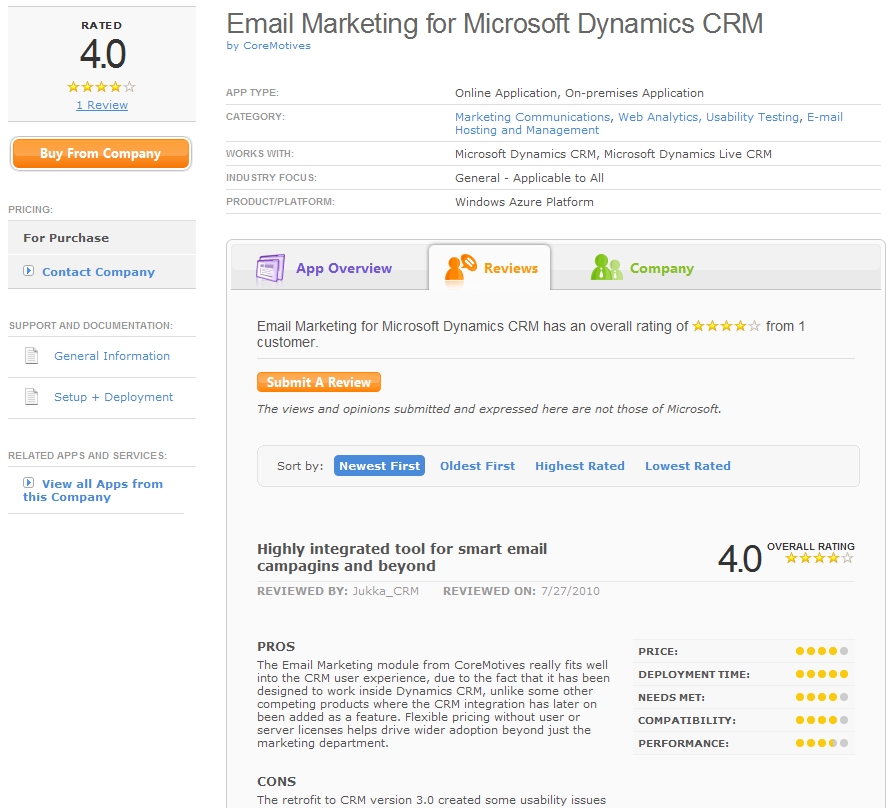 RATED
4.0
1 Review
Buy From Company
PRICING:
For Purchase
Contact Company
SUPPORT AND DOCUMENTATION:
General Information
Setup + Deployment
RELATED APPS AND SERVICES:
View all Apps from
this Company
Email Marketing for Microsoft Dynamics CRM
by CoreMotives
APP TYPE: Online Application, On-premises Application
CATEGORY: Marketing Communications, Web Analytics, Usability Testing, E-mail
Hosting and Management
WORKS WITH: Microsoft Dynamics CRM, Microsoft Dynamics Live CRM
INDUSTRY FOCUS: General - Applicable to All
PRODUCT/PLATFORM: Windows Azure Platform
App Overview Reviews Company
Email Marketing for Microsoft Dynamics CRM has an overall rating of from 1
customer.
Submit A Review
The views and opinions submitted and expressed here are not those of Microsoft.
Sort by: Newest First Oldest First Highest Rated Lowest Rated
Highly integrated tool for smart email
campagins and beyond
4.0 OVERALL RATING
REVIEWED BY: Jukka_CRM REVIEWED ON: 7/27/2010
PROS
The Email Marketing module from CoreMotives really fits well
into the CRM user experience, due to the fact that it has been
designed to work inside Dynamics CRM, unlike some other
competing products where the CRM integration has later on
been added as a feature. Flexible pricing without user or
server licenses helps drive wider adoption beyond just the
marketing department.
PRICE:
DEPLOYMENT TIME:
NEEDS MET:
COMPATIBILITY:
PERFORMANCE:
CONS
The retrofit to CRM version 3.0 created some usability issues